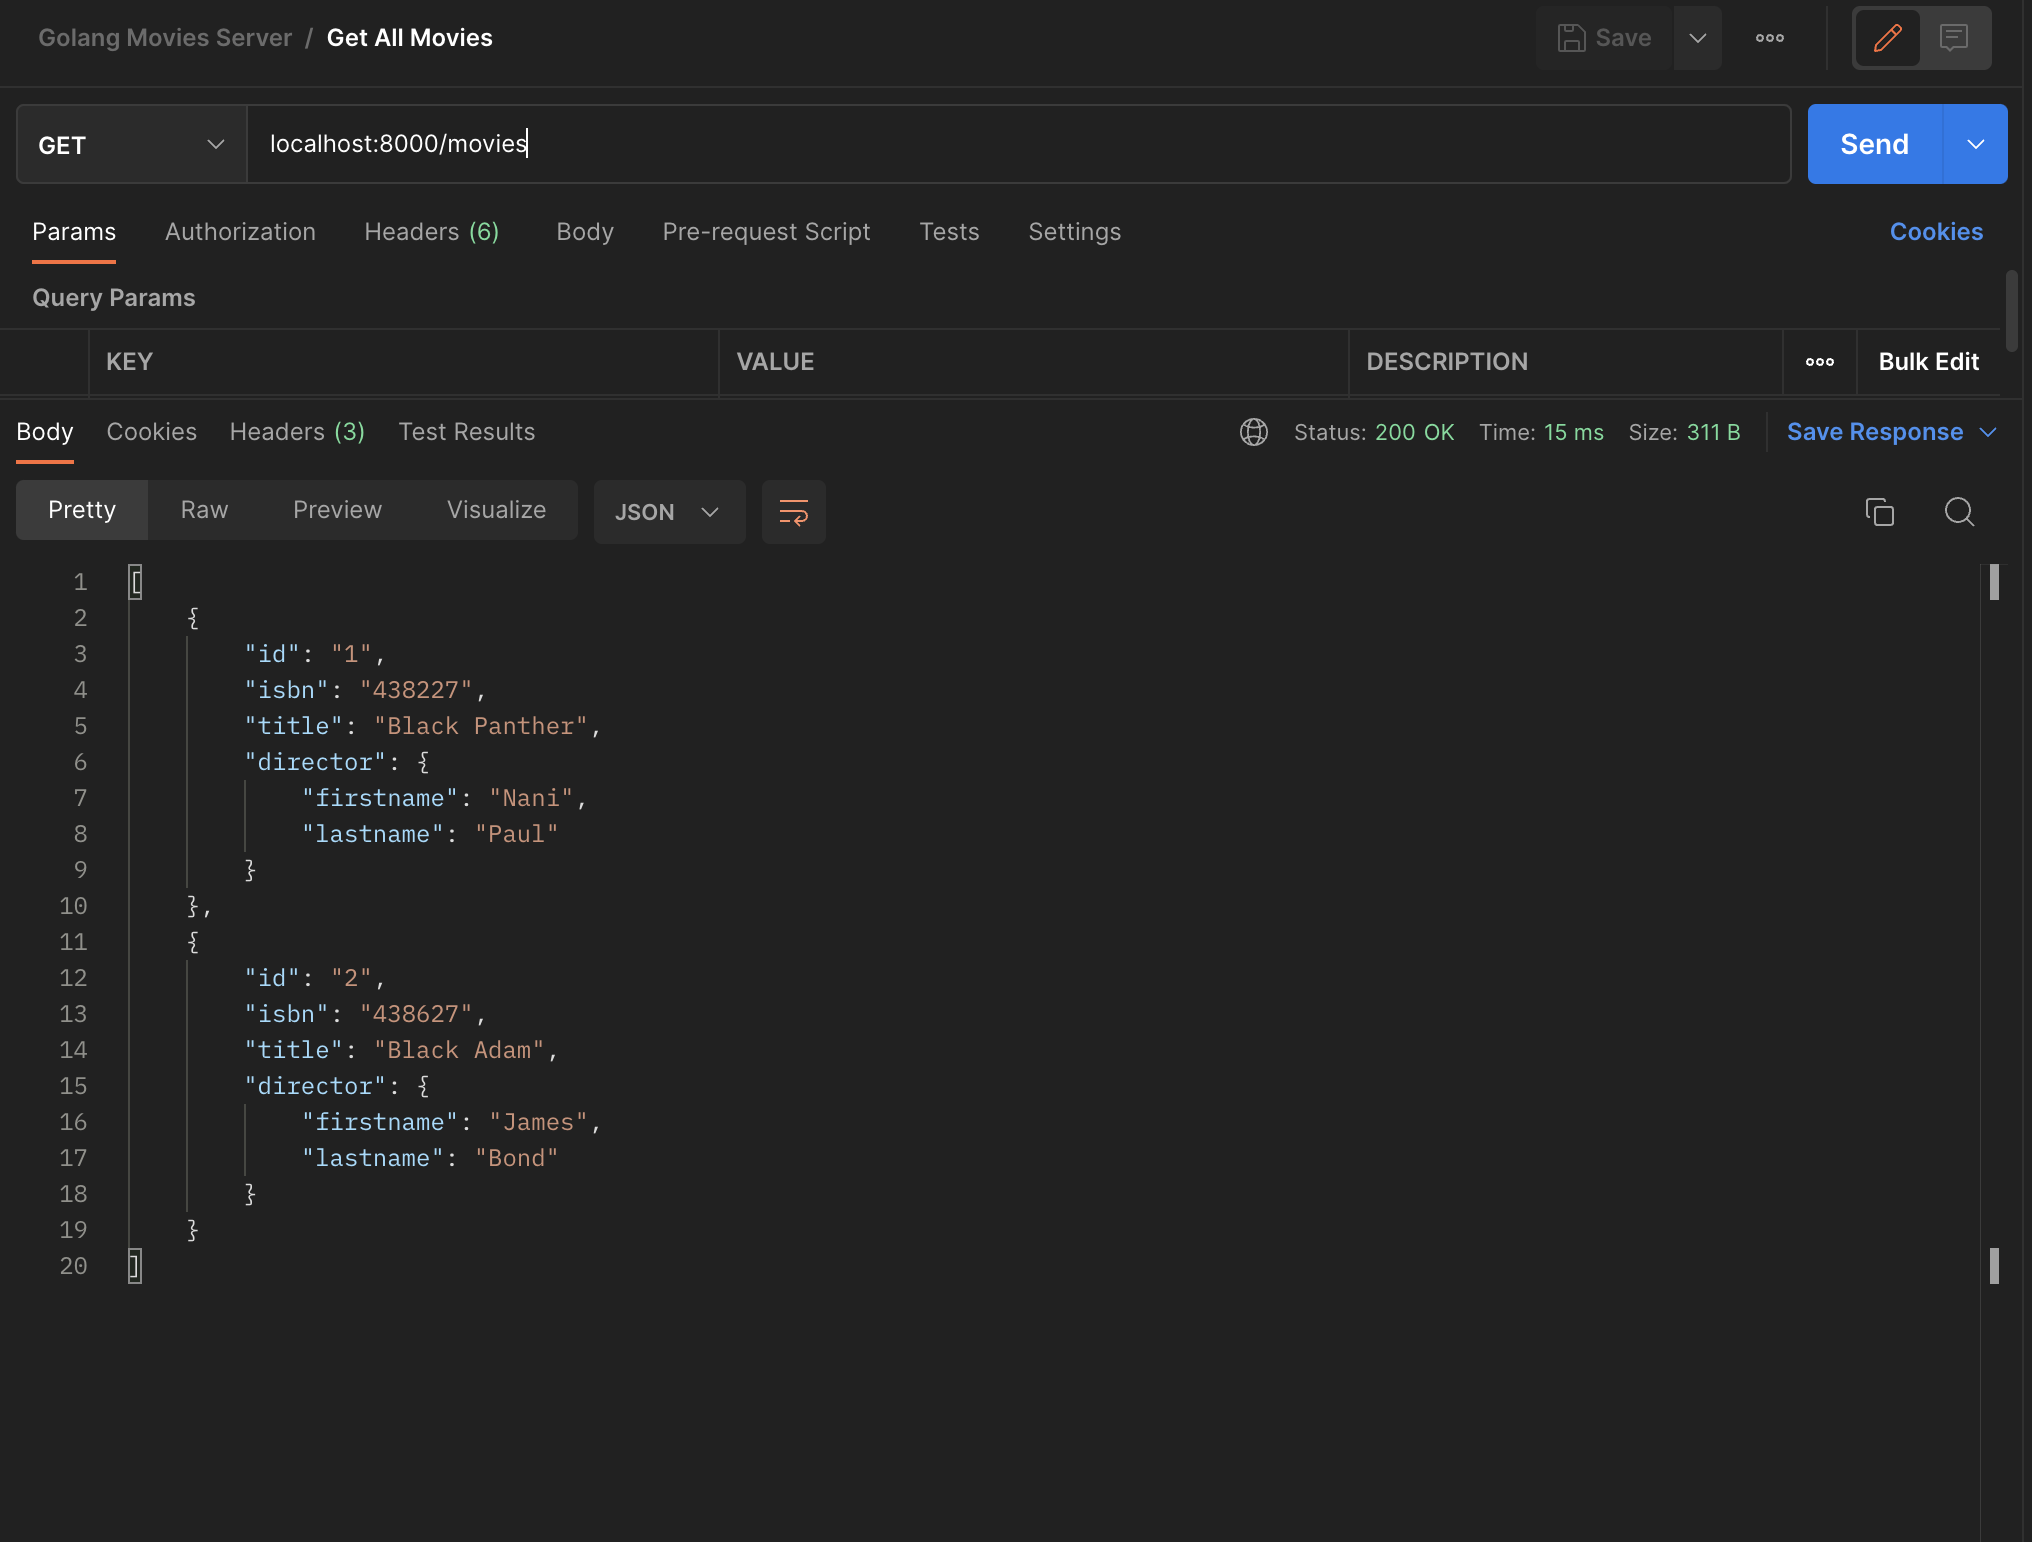 Golang Movies Server / Get All Movies
Save
GET
localhost:8000/movies
Send
Params Authorization Headers (6) Body Pre-request Script Tests Settings Cookies
Query Params
KEY VALUE DESCRIPTION Bulk Edit
Body Cookies Headers (3) Test Results Status: 200 OK Time: 15 ms Size: 311 B Save Response
Pretty Raw Preview Visualize JSON
1 [
2 {
3 "id": "1",
4 "isbn": "438227",
5 "title": "Black Panther",
6 "director": {
7 "firstname": "Nani",
8 "lastname": "Paul"
9 }
10 },
11 {
12 "id": "2",
13 "isbn": "438627",
14 "title": "Black Adam",
15 "director": {
16 "firstname": "James",
17 "lastname": "Bond"
18 }
19 }
20 ]